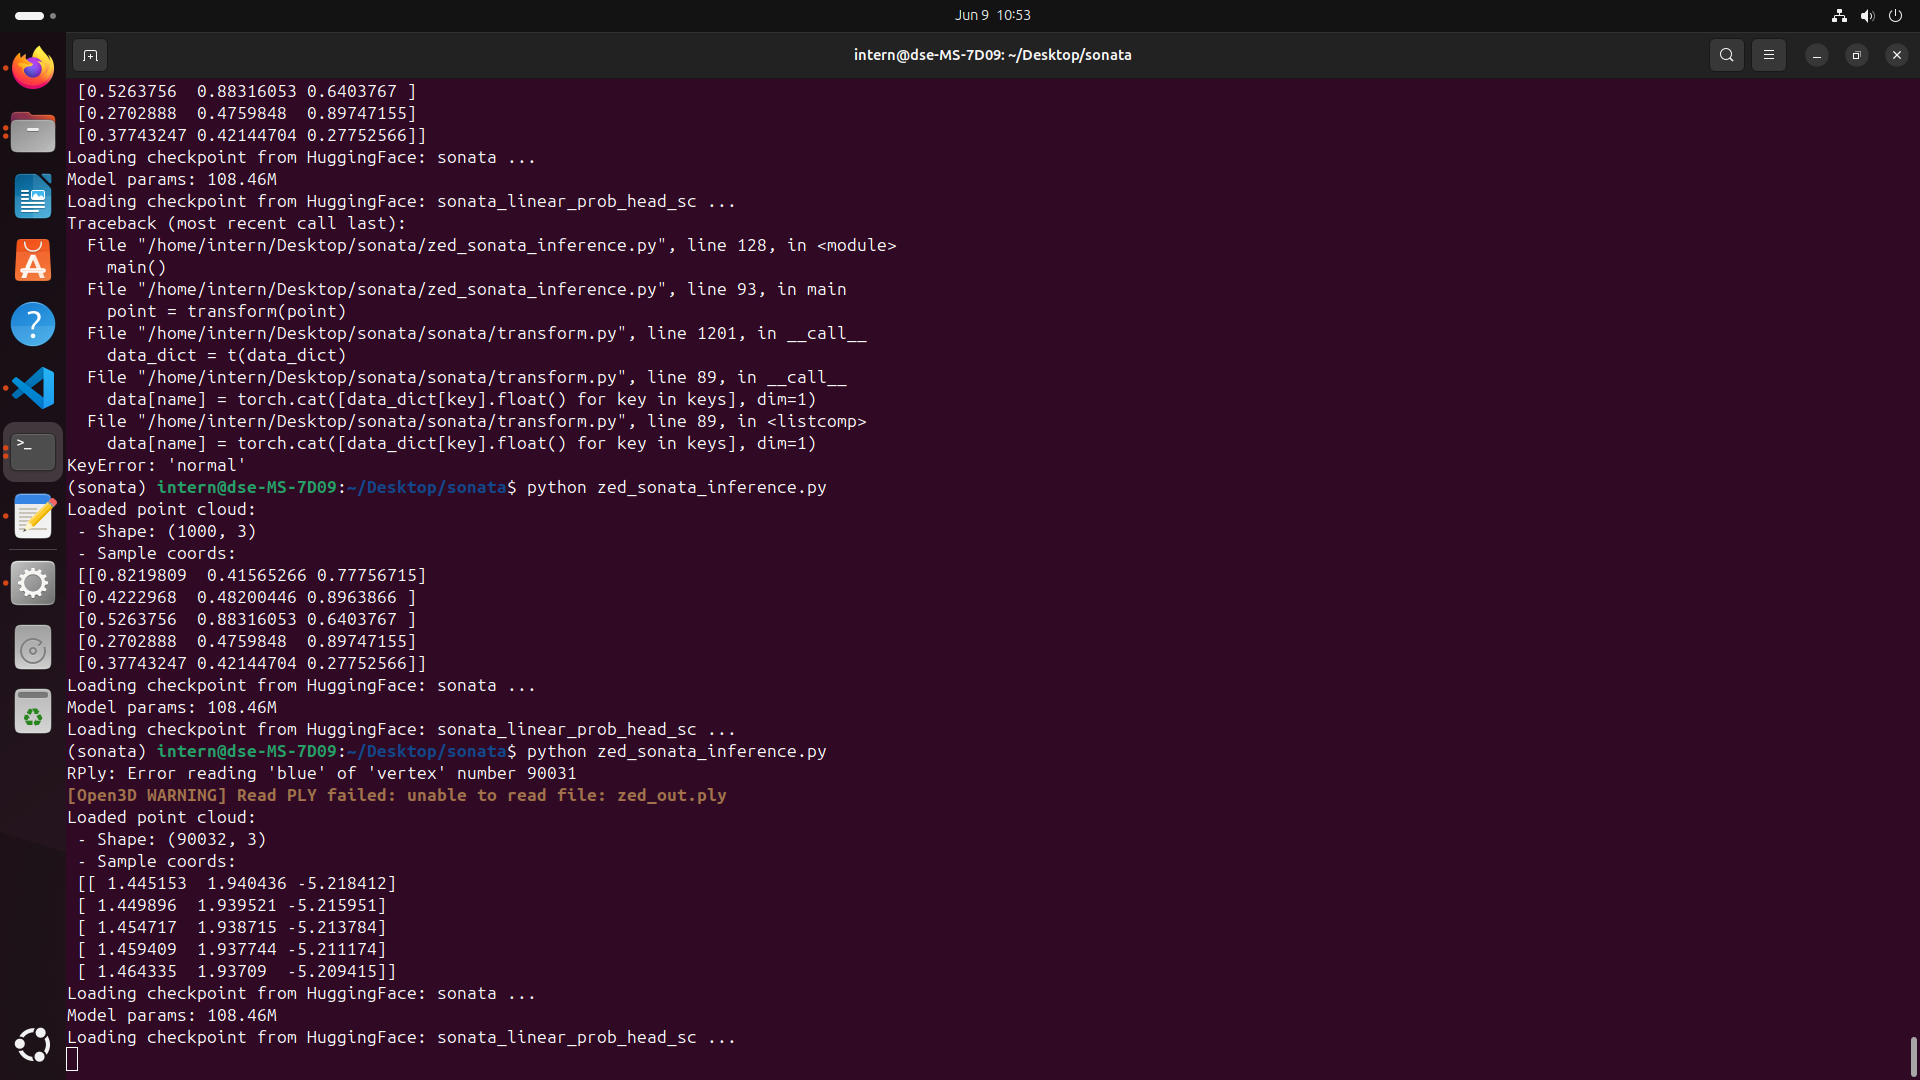 Jun 9 10:53
intern@dse-MS-7D09: ~/Desktop/sonata
[0.5263756  0.88316053 0.6403767 ]
[0.2702888  0.4759848  0.89747155]
[0.37743247 0.42144704 0.27752566]]
Loading checkpoint from HuggingFace: sonata ...
Model params: 108.46M
Loading checkpoint from HuggingFace: sonata_linear_prob_head_sc ...
Traceback (most recent call last):
  File "/home/intern/Desktop/sonata/zed_sonata_inference.py", line 128, in <module>
    main()
  File "/home/intern/Desktop/sonata/zed_sonata_inference.py", line 93, in main
    point = transform(point)
  File "/home/intern/Desktop/sonata/sonata/transform.py", line 1201, in __call__
    data_dict = t(data_dict)
  File "/home/intern/Desktop/sonata/sonata/transform.py", line 89, in __call__
    data[name] = torch.cat([data_dict[key].float() for key in keys], dim=1)
  File "/home/intern/Desktop/sonata/sonata/transform.py", line 89, in <listcomp>
    data[name] = torch.cat([data_dict[key].float() for key in keys], dim=1)
KeyError: 'normal'
(sonata) intern@dse-MS-7D09:~/Desktop/sonata$ python zed_sonata_inference.py
Loaded point cloud:
 - Shape: (1000, 3)
 - Sample coords:
 [[0.8219809  0.41565266 0.77756715]
 [0.4222968  0.48200446 0.8963866 ]
 [0.5263756  0.88316053 0.6403767 ]
 [0.2702888  0.4759848  0.89747155]
 [0.37743247 0.42144704 0.27752566]]
Loading checkpoint from HuggingFace: sonata ...
Model params: 108.46M
Loading checkpoint from HuggingFace: sonata_linear_prob_head_sc ...
(sonata) intern@dse-MS-7D09:~/Desktop/sonata$ python zed_sonata_inference.py
RPly: Error reading 'blue' of 'vertex' number 90031
[Open3D WARNING] Read PLY failed: unable to read file: zed_out.ply
Loaded point cloud:
 - Shape: (90032, 3)
 - Sample coords:
 [[ 1.445153  1.940436 -5.218412]
 [ 1.449896  1.939521 -5.215951]
 [ 1.454717  1.938715 -5.213784]
 [ 1.459409  1.937744 -5.211174]
 [ 1.464335  1.93709  -5.209415]]
Loading checkpoint from HuggingFace: sonata ...
Model params: 108.46M
Loading checkpoint from HuggingFace: sonata_linear_prob_head_sc ...